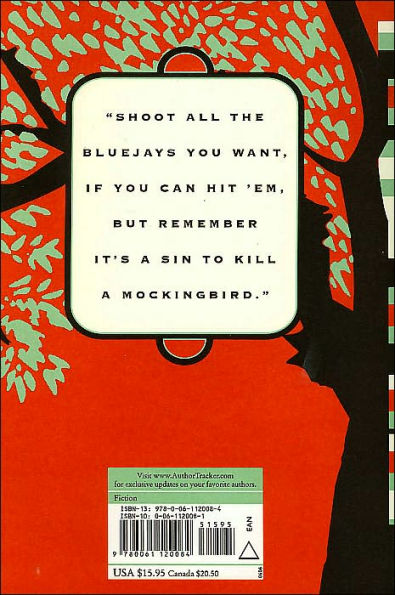 “SHOOT ALL THE
BLUEJAYS YOU WANT,
IF YOU CAN HIT ’EM,
BUT REMEMBER
IT’S A SIN TO KILL
A MOCKINGBIRD.”
Visit www.AuthorTracker.com
for exclusive updates on your favorite authors.
Fiction
ISBN-13: 978-0-06-112008-4
ISBN-10: 0-06-112008-1
51595
9 780061 120084
EAN
USA $15.95 Canada $20.50